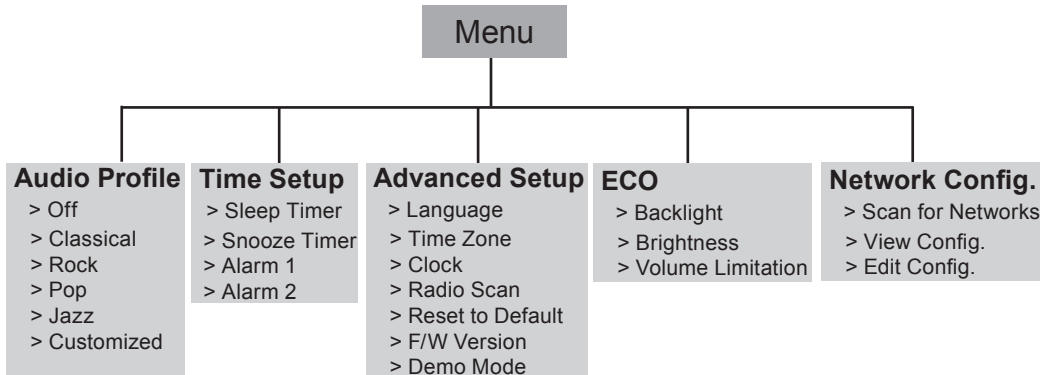 Menu
Audio Profile
> Off
> Classical
> Rock
> Pop
> Jazz
> Customized
Time Setup
> Sleep Timer
> Snooze Timer
> Alarm 1
> Alarm 2
Advanced Setup
> Language
> Time Zone
> Clock
> Radio Scan
> Reset to Default
> F/W Version
> Demo Mode
ECO
> Backlight
> Brightness
> Volume Limitation
Network Config.
> Scan for Networks
> View Config.
> Edit Config.